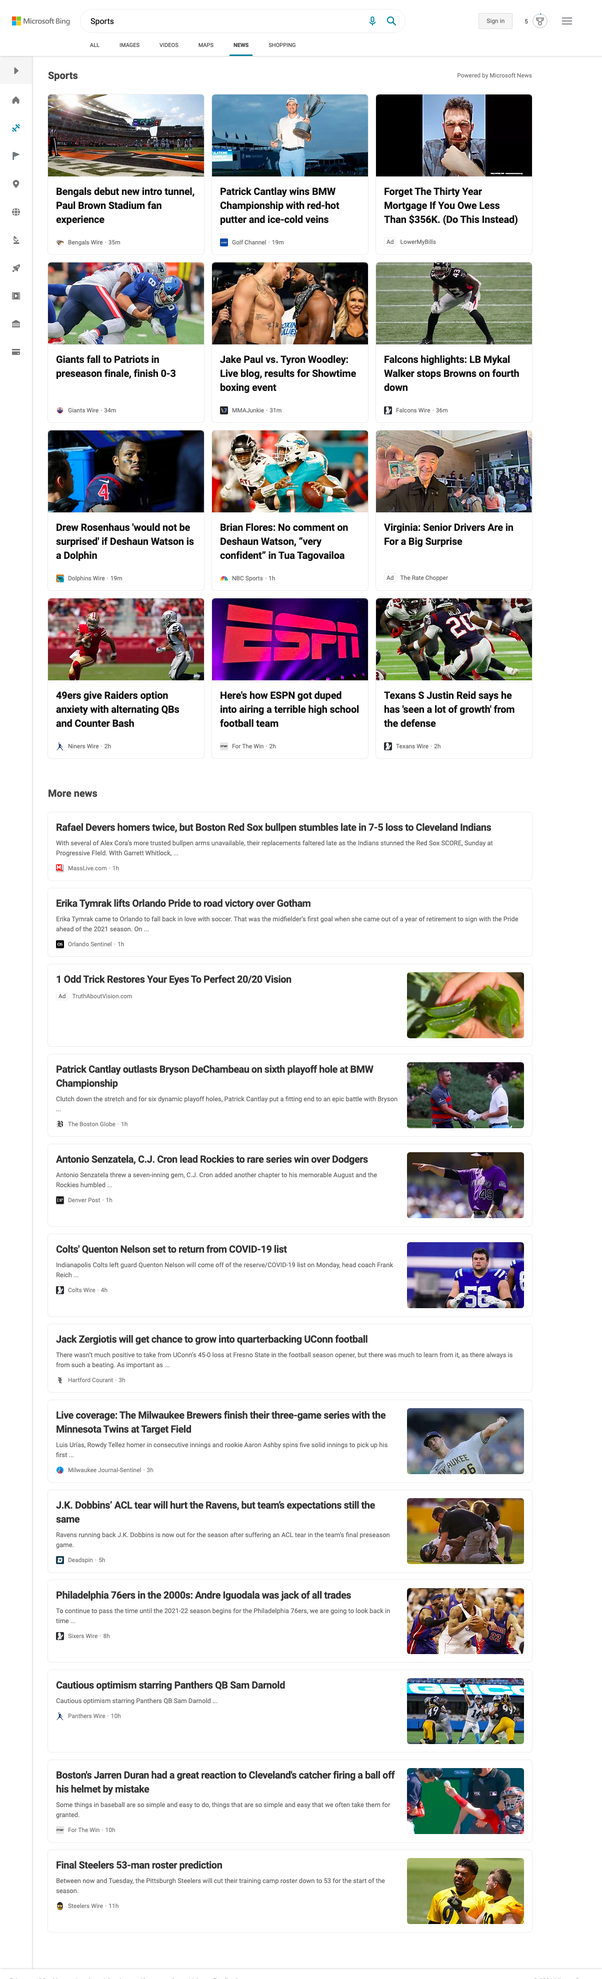 Microsoft Bing
Sports
Sign in
5
ALL
IMAGES
VIDEOS
MAPS
NEWS
SHOPPING
Sports
Powered by Microsoft News
Bengals debut new intro tunnel,
Paul Brown Stadium fan
experience
Bengals Wire · 35m
Patrick Cantlay wins BMW
Championship with red-hot
putter and ice-cold veins
Golf Channel · 19m
Forget The Thirty Year
Mortgage If You Owe Less
Than $356K. (Do This Instead)
Ad LowerMyBills
Giants fall to Patriots in
preseason finale, finish 0-3
Giants Wire · 34m
Jake Paul vs. Tyron Woodley:
Live blog, results for Showtime
boxing event
MMAJunkie · 31m
Falcons highlights: LB Mykal
Walker stops Browns on fourth
down
Falcons Wire · 36m
4
Drew Rosenhaus 'would not be
surprised' if Deshaun Watson is
a Dolphin
Dolphins Wire · 19m
Brian Flores: No comment on
Deshaun Watson, "very
confident" in Tua Tagovailoa
NBC Sports · 1h
Virginia: Senior Drivers Are in
For a Big Surprise
Ad The Rate Chopper
49ers give Raiders option
anxiety with alternating QBs
and Counter Bash
Niners Wire · 2h
ESPN
Here's how ESPN got duped
into airing a terrible high school
football team
For The Win · 2h
20
Texans S Justin Reid says he
has 'seen a lot of growth' from
the defense
Texans Wire · 2h
More news
Rafael Devers homers twice, but Boston Red Sox bullpen stumbles late in 7-5 loss to Cleveland Indians
With several of Alex Cora's more trusted bullpen arms unavailable, their replacements faltered late as the Indians stunned the Red Sox SCORE, Sunday at
Progressive Field. With Garrett Whitlock, ...
MassLive.com · 1h
Erika Tymrak lifts Orlando Pride to road victory over Gotham
Erika Tymrak came to Orlando to fall back in love with soccer. That was the midfielder's first goal when she came out of a year of retirement to sign with the Pride
ahead of the 2021 season. On ...
Orlando Sentinel · 1h
1 Odd Trick Restores Your Eyes To Perfect 20/20 Vision
Ad TruthAboutVision.com
Patrick Cantlay outlasts Bryson DeChambeau on sixth playoff hole at BMW
Championship
Clutch down the stretch and for six dynamic playoff holes, Patrick Cantlay put a fitting end to an epic battle with Bryson
...
The Boston Globe · 1h
Antonio Senzatela, C.J. Cron lead Rockies to rare series win over Dodgers
Antonio Senzatela threw a seven-inning gem, C.J. Cron added another chapter to his memorable August and the
Rockies humbled ...
Denver Post · 1h
49
Colts' Quenton Nelson set to return from COVID-19 list
Indianapolis Colts left guard Quenton Nelson will come off of the reserve/COVID-19 list on Monday, head coach Frank
Reich ...
Colts Wire · 4h
56
Jack Zergiotis will get chance to grow into quarterbacking UConn football
There wasn't much positive to take from UConn's 45-0 loss at Fresno State in the football season opener, but there was much to learn from it, as there always is
from such a beating. As important as ...
Hartford Courant · 3h
Live coverage: The Milwaukee Brewers finish their three-game series with the
Minnesota Twins at Target Field
Luis Urías, Rowdy Tellez homer in consecutive innings and rookie Aaron Ashby spins five solid innings to pick up his
first ...
Milwaukee Journal-Sentinel · 3h
26
J.K. Dobbins' ACL tear will hurt the Ravens, but team's expectations still the
same
Ravens running back J.K. Dobbins is now out for the season after suffering an ACL tear in the team's final preseason
game.
Deadspin · 5h
Philadelphia 76ers in the 2000s: Andre Iguodala was jack of all trades
To continue to pass the time until the 2021-22 season begins for the Philadelphia 76ers, we are going to look back in
time ...
Sixers Wire · 8h
22
Cautious optimism starring Panthers QB Sam Darnold
Cautious optimism starring Panthers QB Sam Darnold ...
Panthers Wire · 10h
GEICO
Boston's Jarren Duran had a great reaction to Cleveland's catcher firing a ball off
his helmet by mistake
Some things in baseball are so simple and easy to do, things that are so simple and easy that we often take them for
granted.
For The Win · 10h
Final Steelers 53-man roster prediction
Between now and Tuesday, the Pittsburgh Steelers will cut their training camp roster down to 53 for the start of the
season.
Steelers Wire · 11h